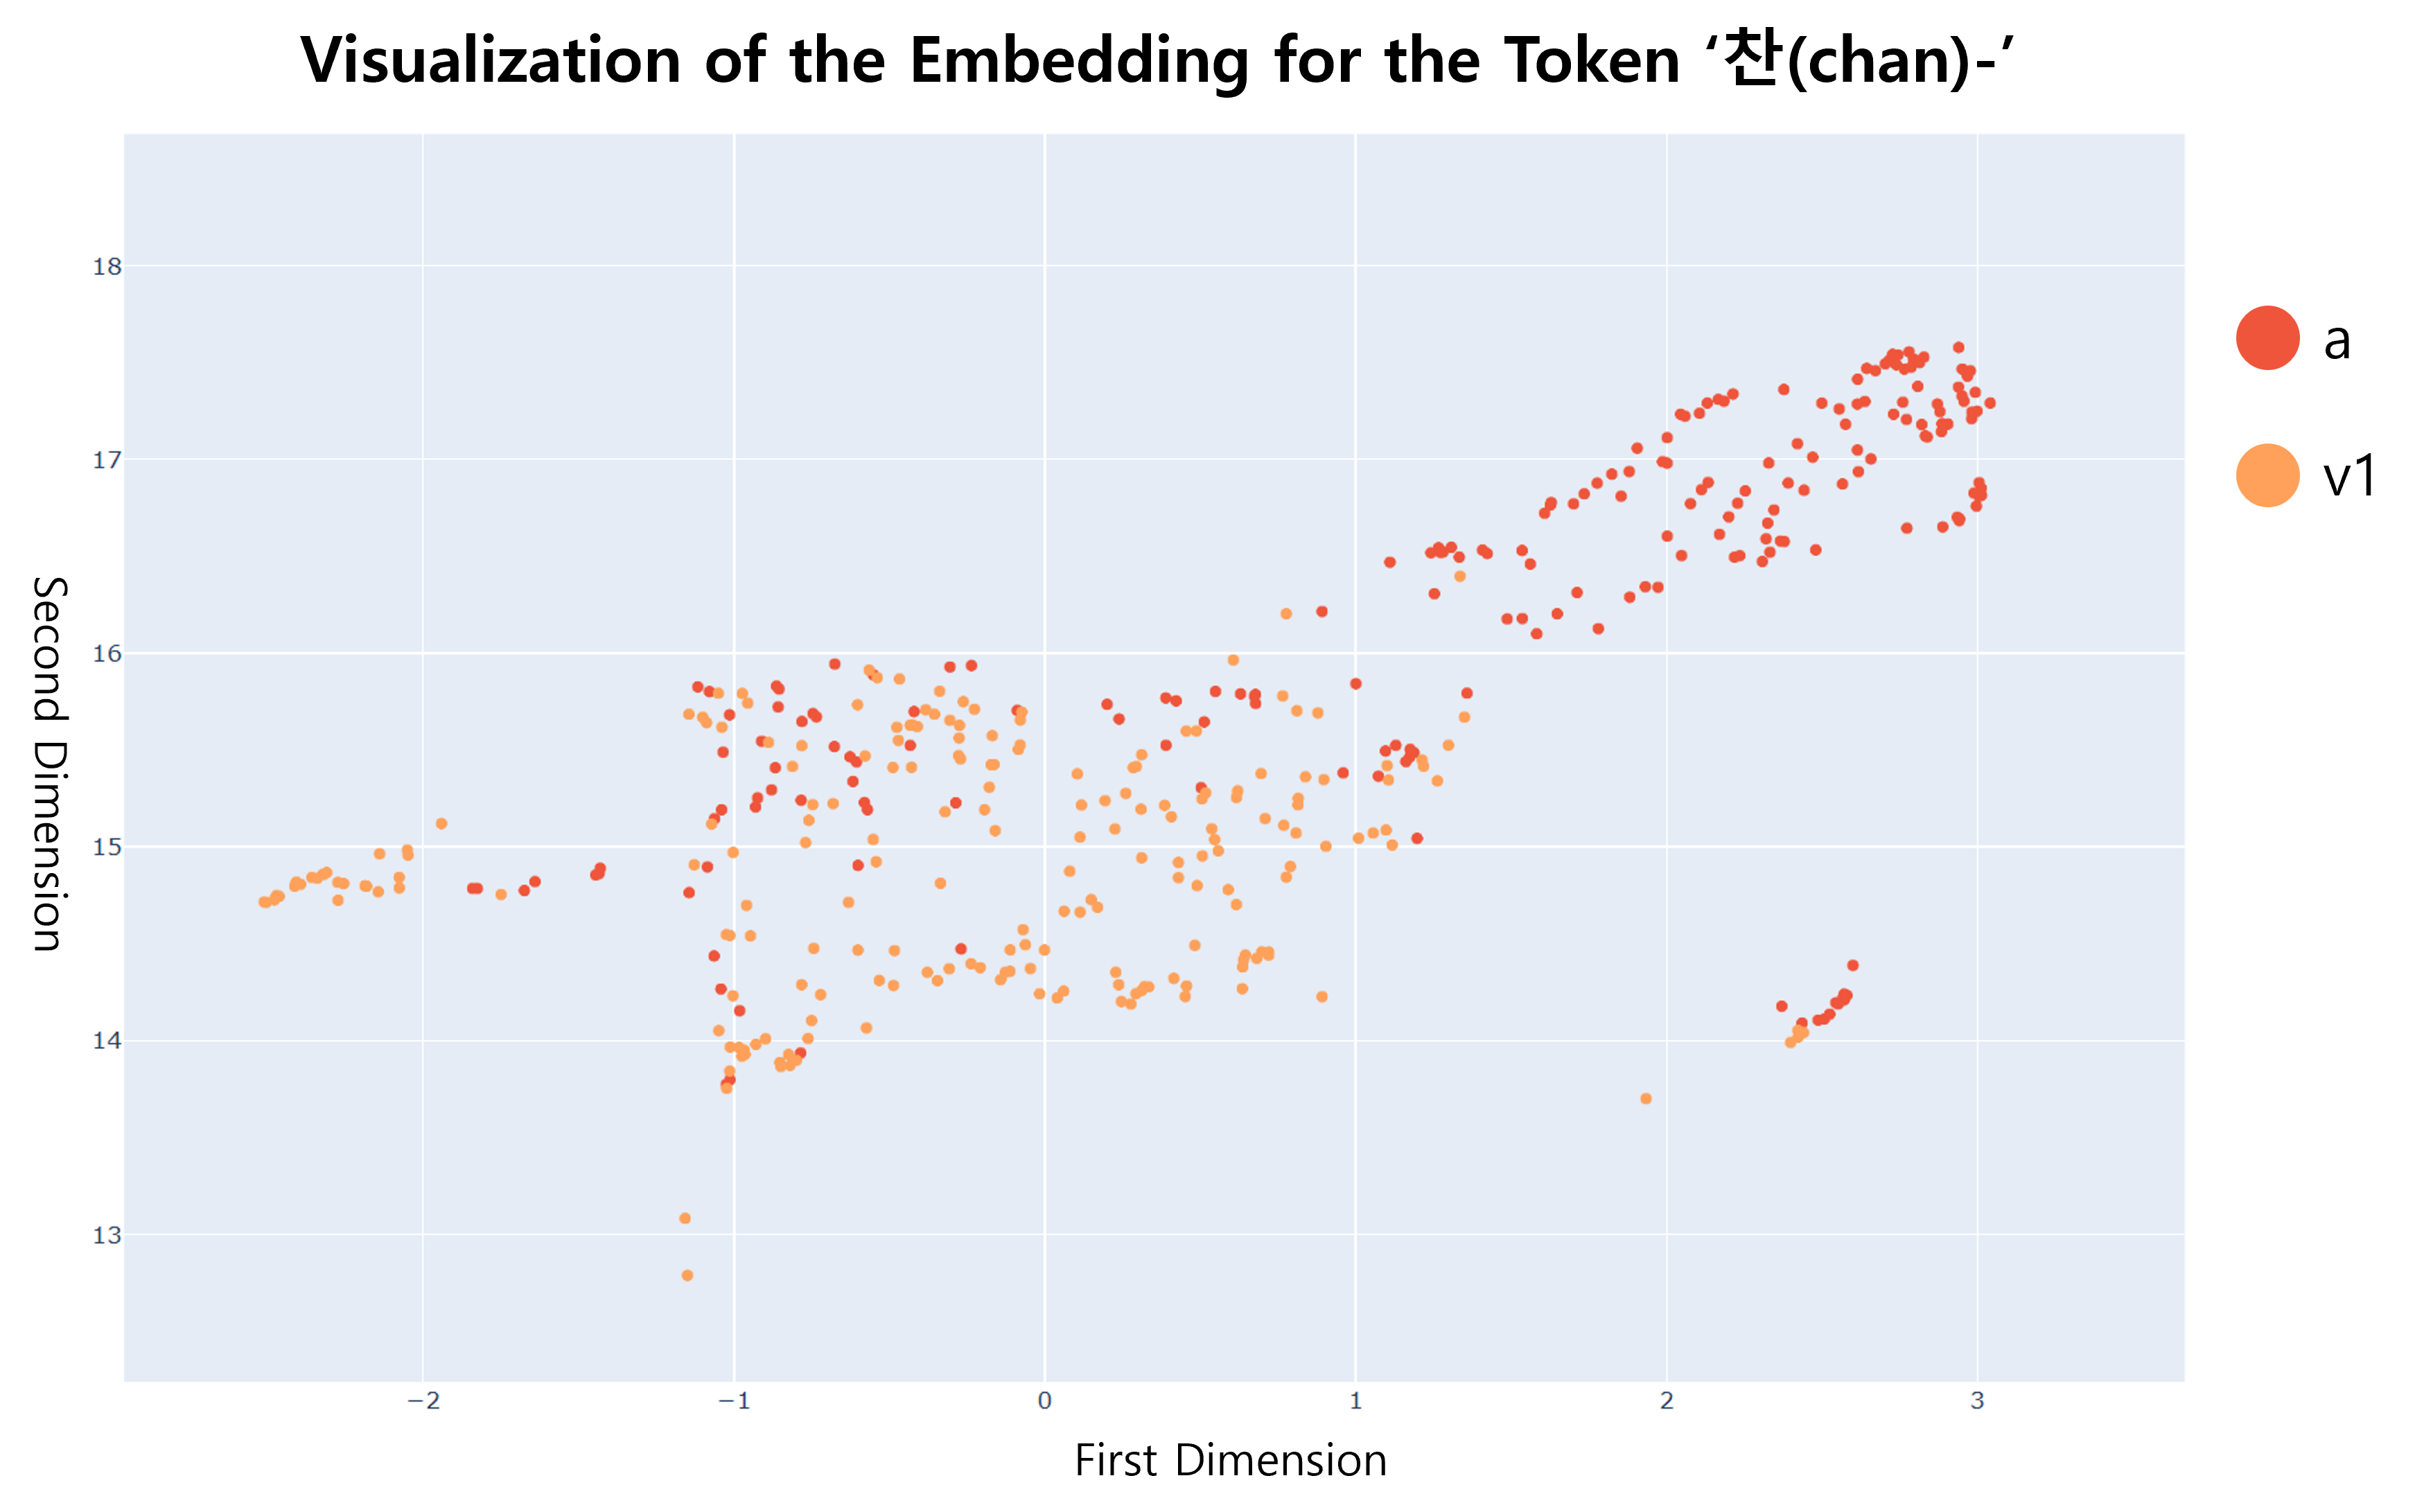 Visualization of the Embedding for the Token ‘찬(chan)-’
18
17
16
15
14
13
Second Dimension
−2
−1
0
1
2
3
First Dimension
a
v1